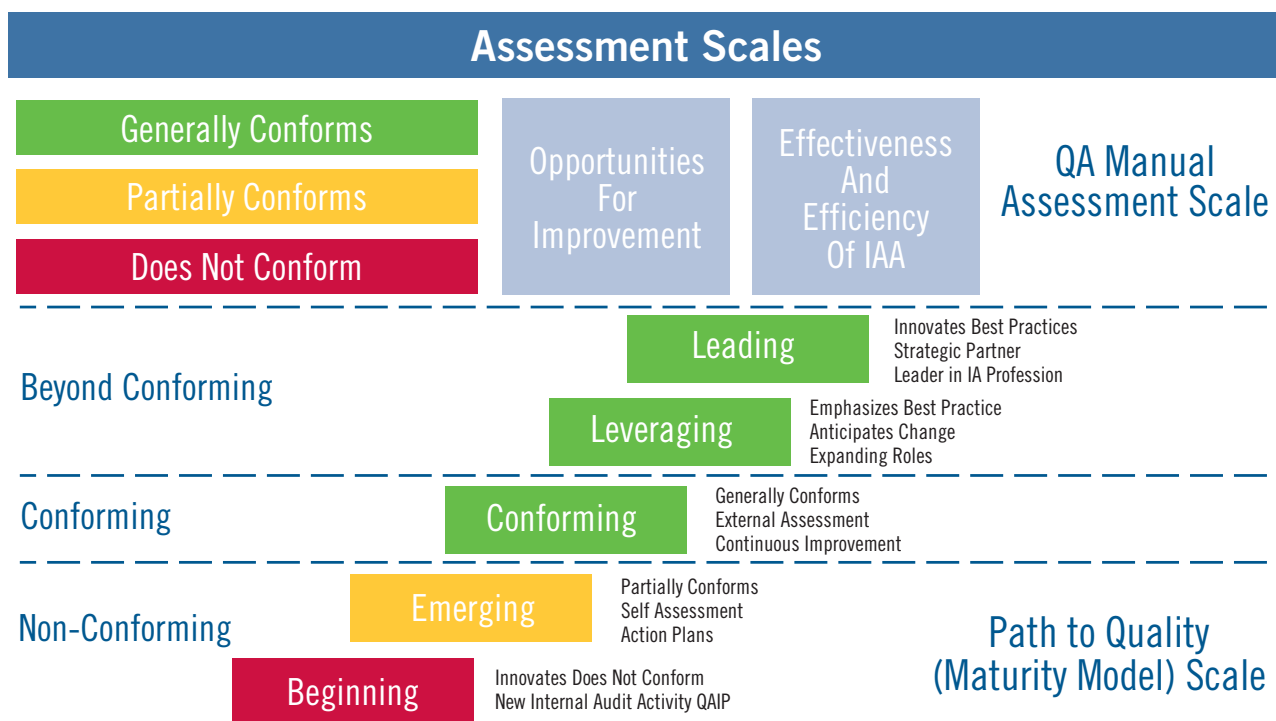 Assessment Scales
Generally Conforms
Partially Conforms
Does Not Conform
Opportunities
For
Improvement
Effectiveness
And
Efficiency
Of IAA
QA Manual
Assessment Scale
Beyond Conforming
Leading
Innovates Best Practices
Strategic Partner
Leader in IA Profession
Leveraging
Emphasizes Best Practice
Anticipates Change
Expanding Roles
Conforming
Conforming
Generally Conforms
External Assessment
Continuous Improvement
Non-Conforming
Emerging
Partially Conforms
Self Assessment
Action Plans
Beginning
Innovates Does Not Conform
New Internal Audit Activity QAIP
Path to Quality
(Maturity Model) Scale